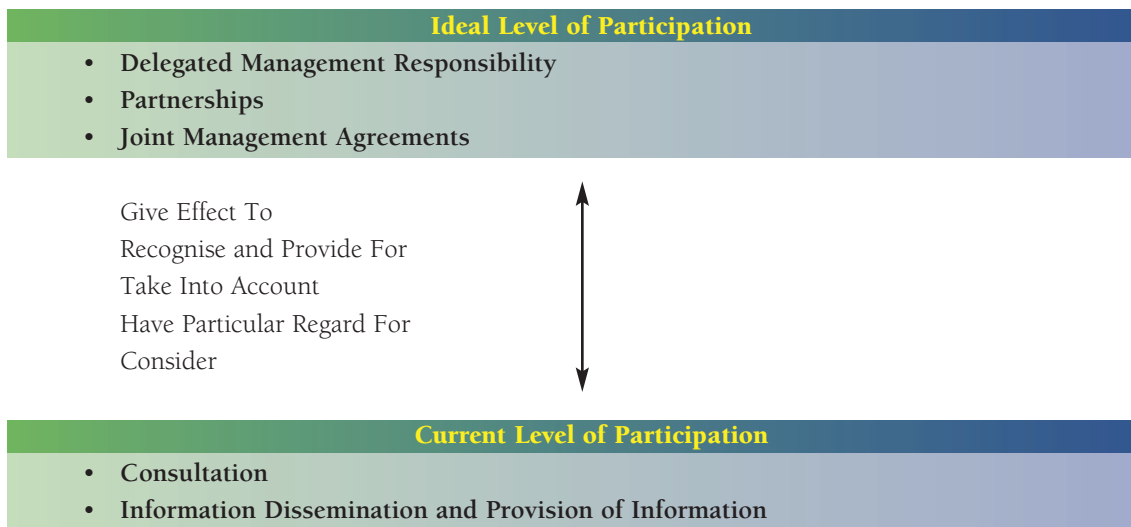 Ideal Level of Participation
• Delegated Management Responsibility
• Partnerships
• Joint Management Agreements
Give Effect To
Recognise and Provide For
Take Into Account
Have Particular Regard For
Consider
Current Level of Participation
• Consultation
• Information Dissemination and Provision of Information